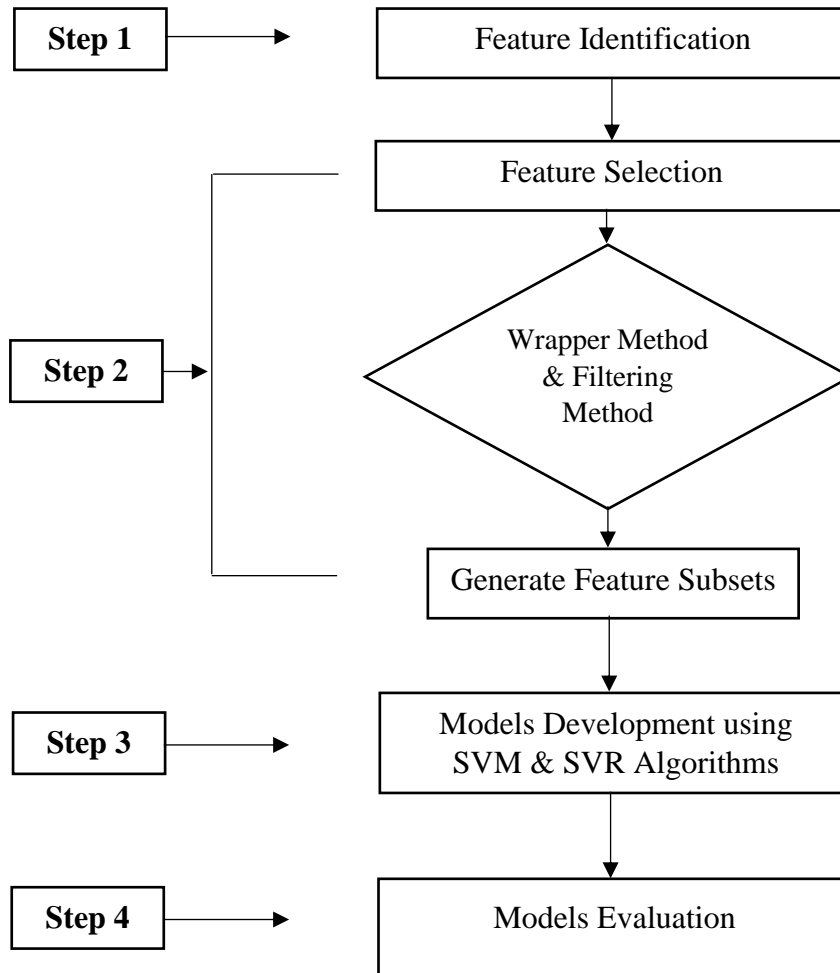 Step 1
Feature Identification
Feature Selection
Step 2
Wrapper Method
& Filtering
Method
Generate Feature Subsets
Step 3
Models Development using
SVM & SVR Algorithms
Step 4
Models Evaluation